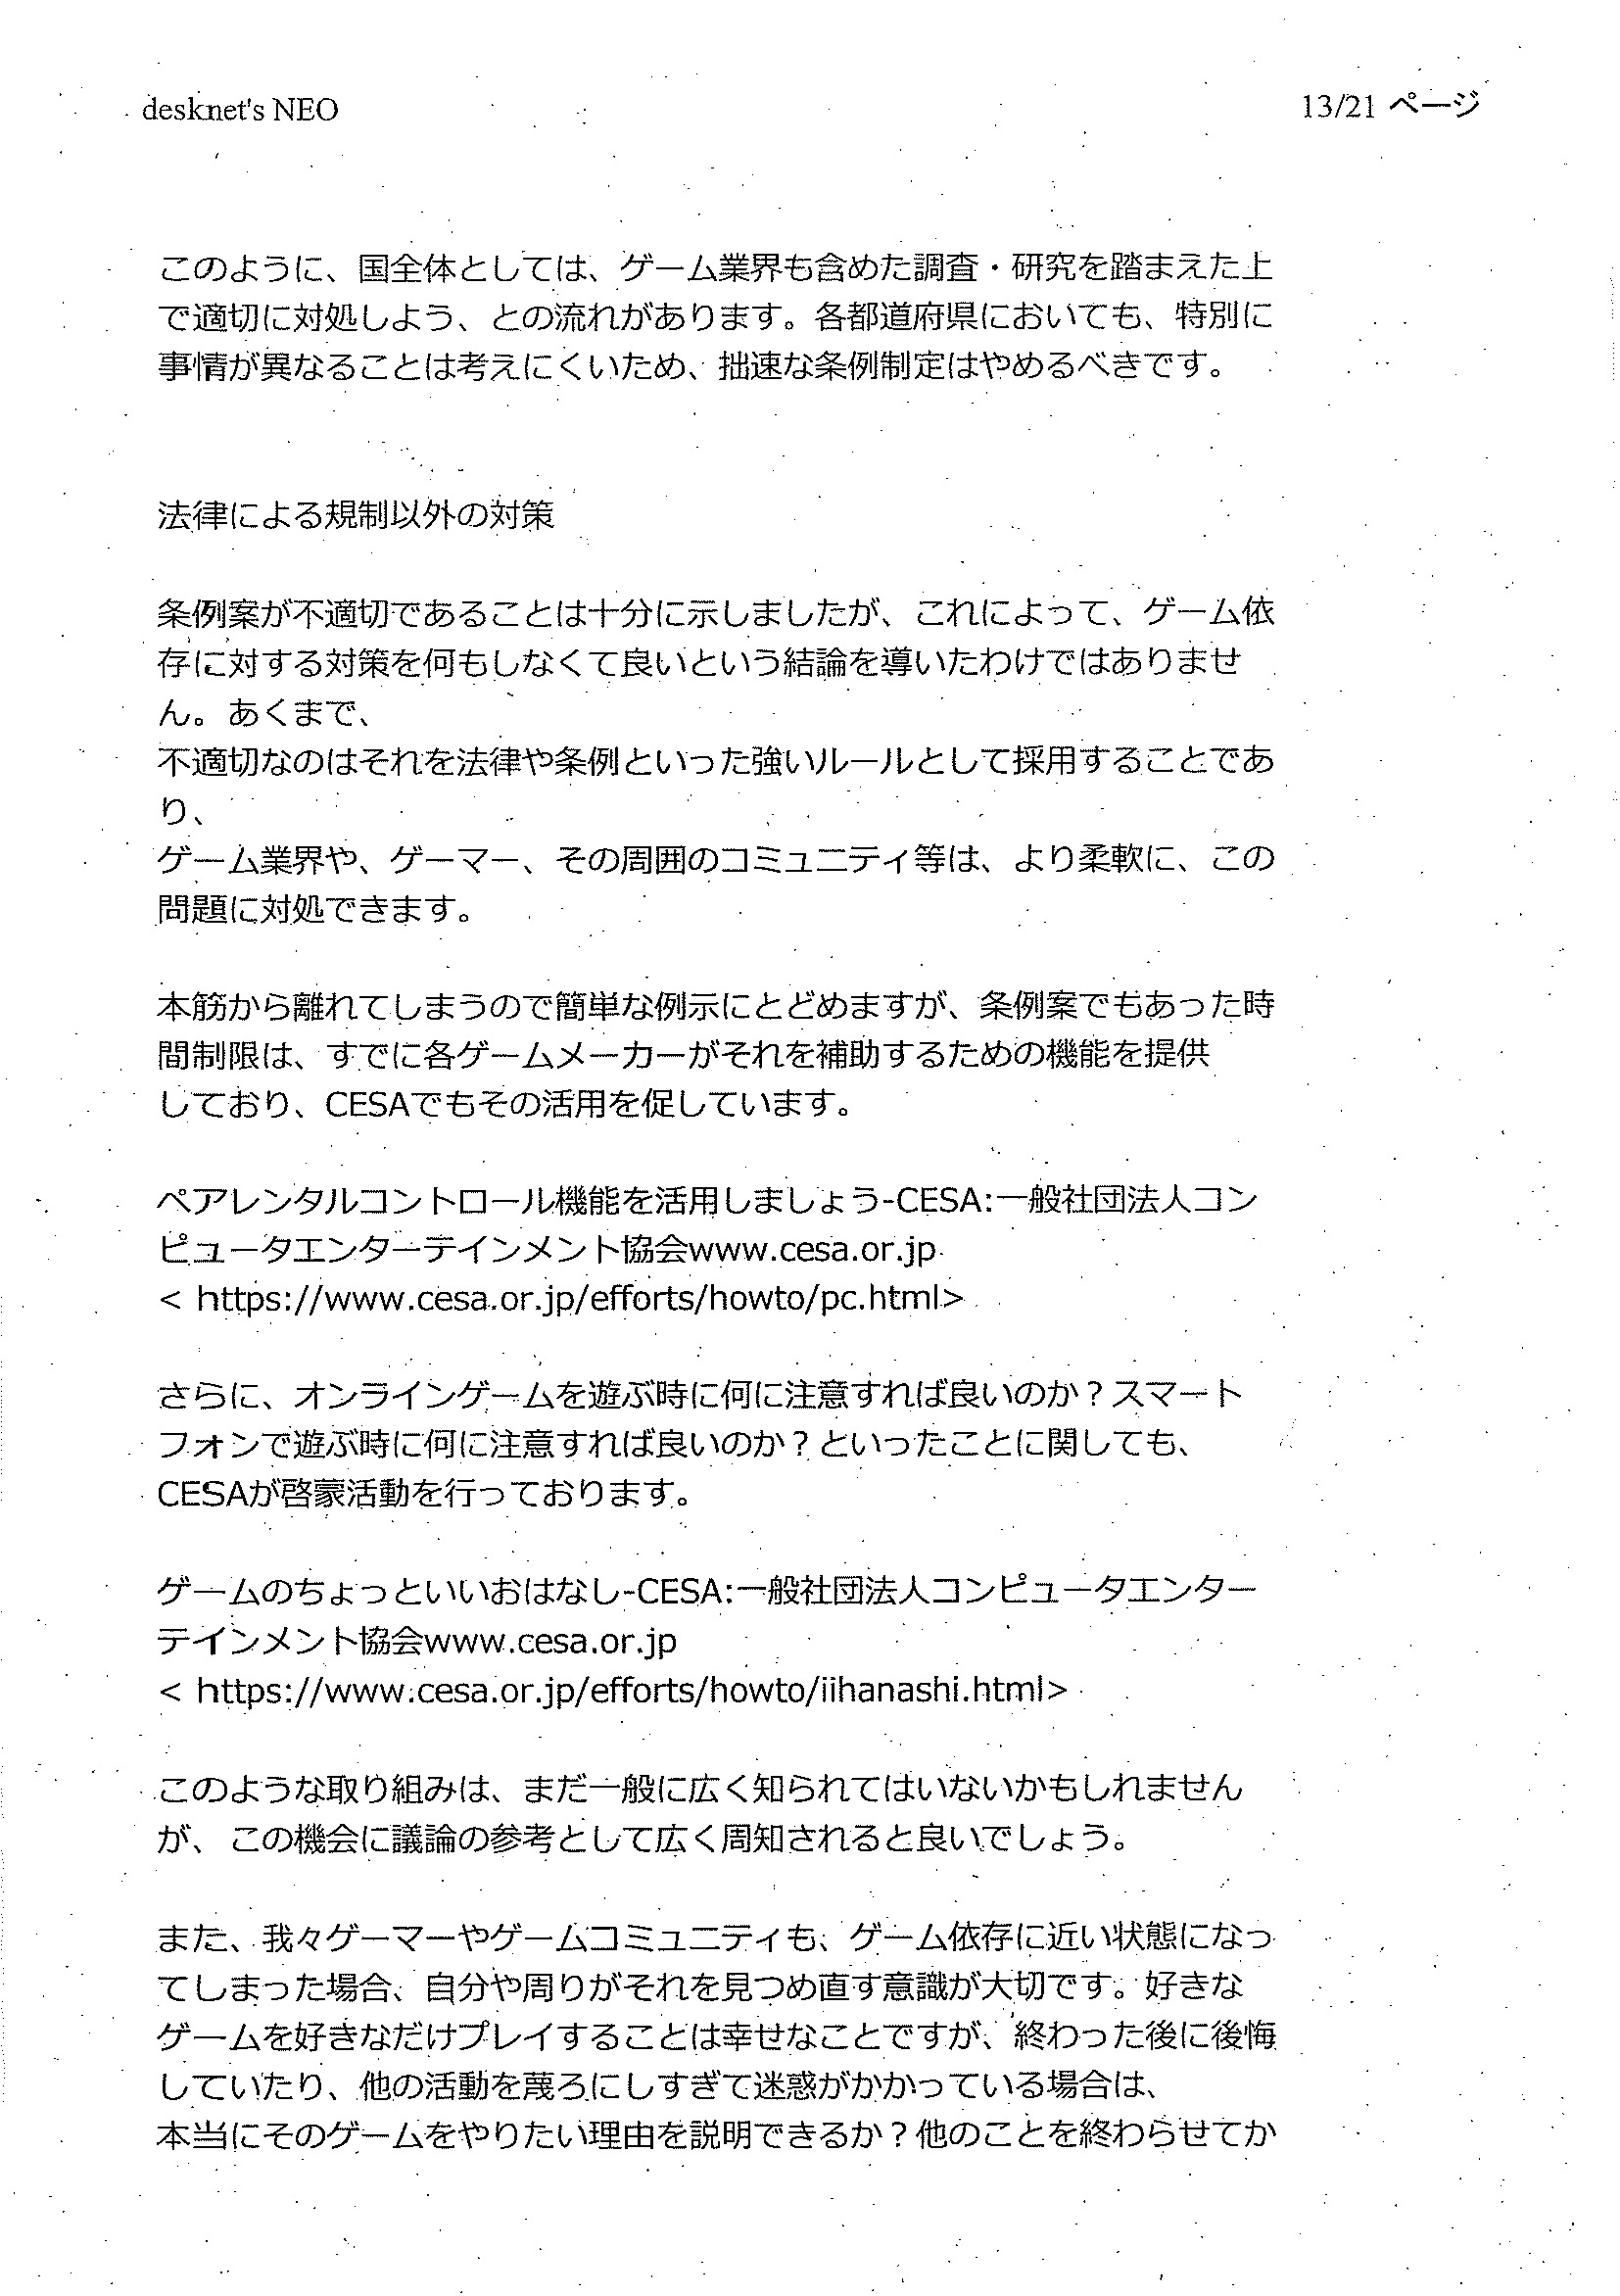 desknet's NEO
13/21 ページ
このように、国全体としては、ゲーム業界も含めた調査・研究を踏まえた上
で適切に対処しよう、との流れがあります。各都道府県においても、特別に
事情が異なることは考えにくいため、拙速な条例制定はやめるべきです。
法律による規制以外の対策
条例案が不適切であることは十分に示しましたが、これによって、ゲーム依
存に対する対策を何もしなくて良いという結論を導いたわけではありませ
ん。あくまで、
不適切なのはそれを法律や条例といった強いルールとして採用することであ
り、
ゲーム業界や、ゲーマー、その周囲のコミュニティ等は、より柔軟に、この
問題に対処できます。
本筋から離れてしまうので簡単な例示にとどめますが、条例案でもあった時
間制限は、すでに各ゲームメーカーがそれを補助するための機能を提供
しており、CESAでもその活用を促しています。
ペアレンタルコントロール機能を活用しましょう-CESA:一般社団法人コン
ピュータエンターテインメント協会www.cesa.or.jp
< https://www.cesa.or.jp/efforts/howto/pc.html>
さらに、オンラインゲームを遊ぶ時に何に注意すれば良いのか？スマート
フォンで遊ぶ時に何に注意すれば良いのか？といったことに関しても、
CESAが啓蒙活動を行っております。
ゲームのちょっといいおはなし-CESA:一般社団法人コンピュータエンター
テインメント協会www.cesa.or.jp
< https://www.cesa.or.jp/efforts/howto/iihanashi.html>
このような取り組みは、まだ一般に広く知られてはいないかもしれません
が、この機会に議論の参考として広く周知されると良いでしょう。
また、我々ゲーマーやゲームコミュニティも、ゲーム依存に近い状態になっ
てしまった場合、自分や周りがそれを見つめ直す意識が大切です。好きな
ゲームを好きなだけプレイすることは幸せなことですが、終わった後に後悔
していたり、他の活動を蔑ろにしすぎて迷惑がかかっている場合は、
本当にそのゲームをやりたい理由を説明できるか？他のことを終わらせてか